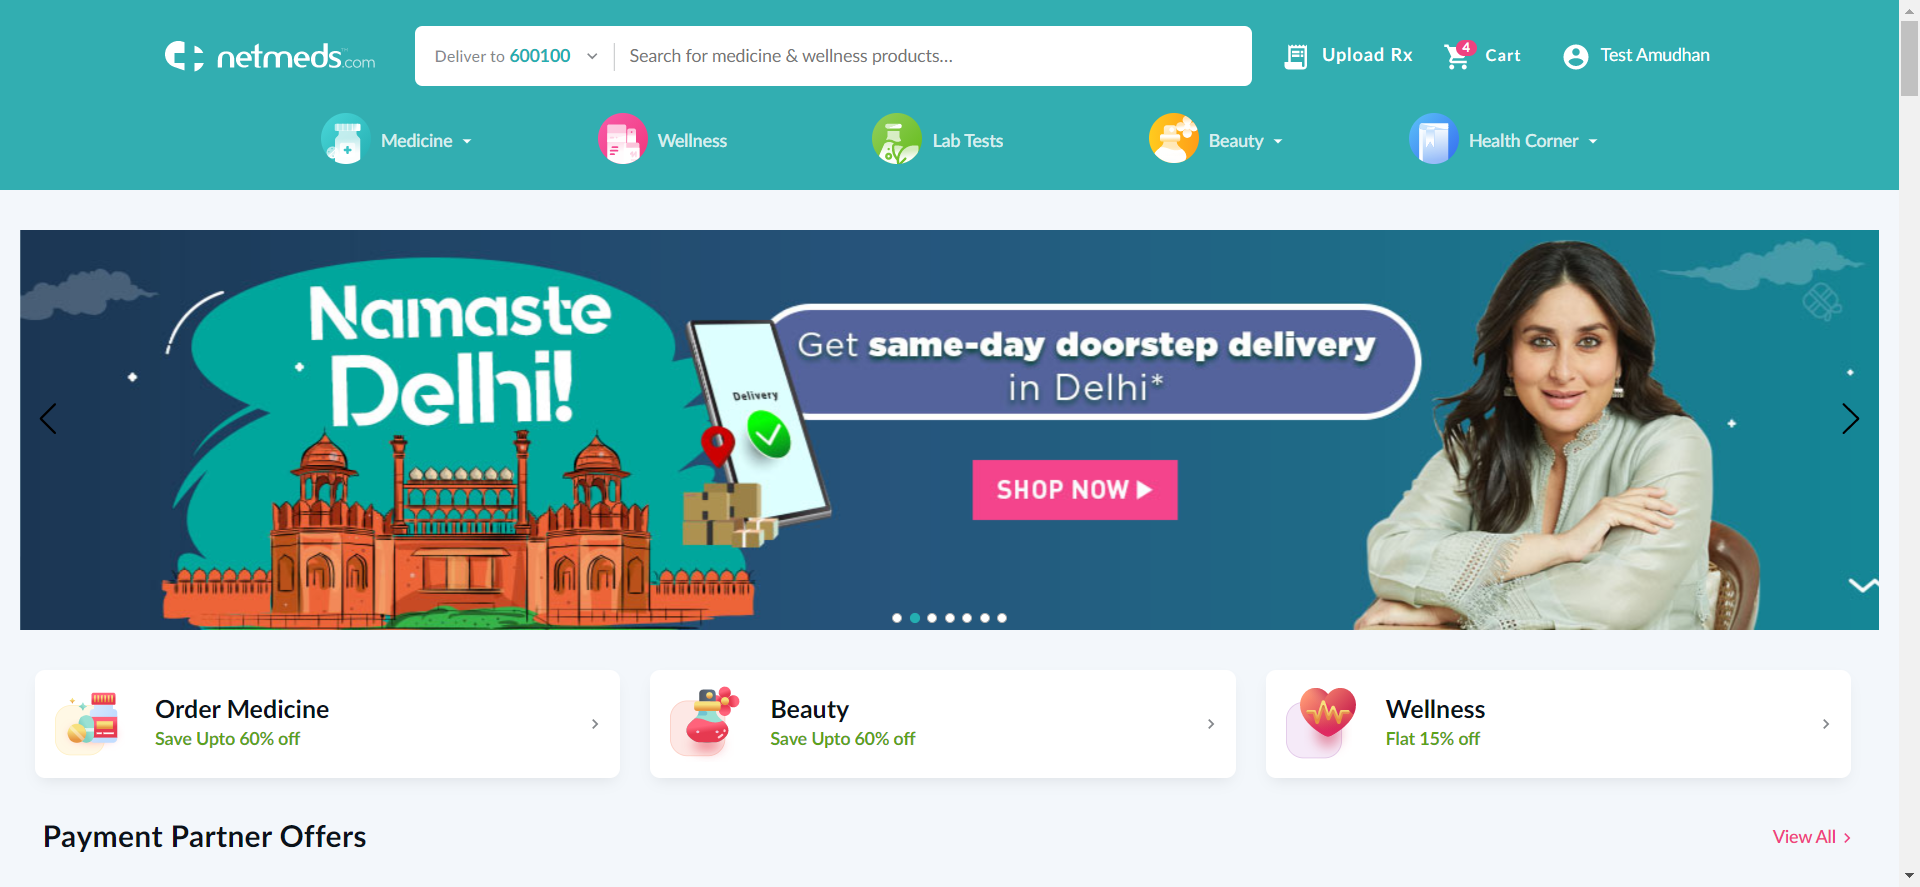 netmeds.com
Deliver to 600100
Search for medicine & wellness products...
Upload Rx
4
Cart
Test Amudhan
Medicine
Wellness
Lab Tests
Beauty
Health Corner
Namaste
Delhi!
Delivery
Get same-day doorstep delivery
in Delhi*
SHOP NOW
Order Medicine
Save Upto 60% off
Beauty
Save Upto 60% off
Wellness
Flat 15% off
Payment Partner Offers
View All